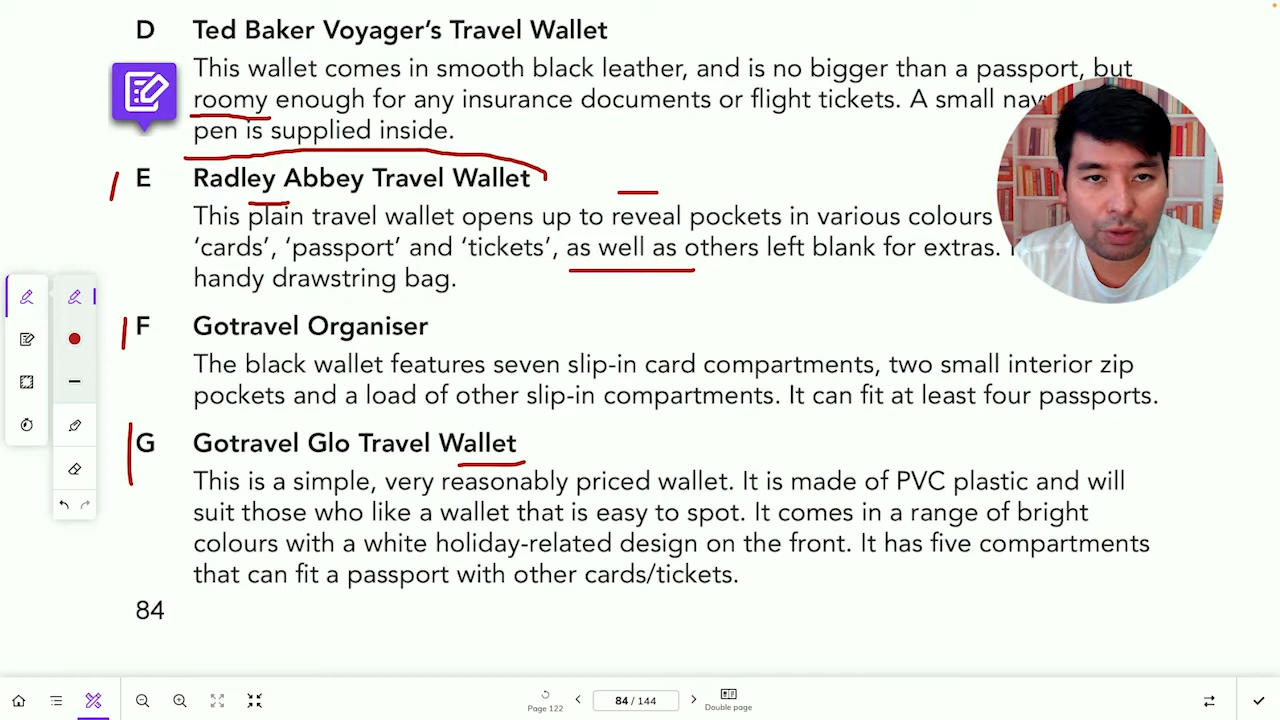 D Ted Baker Voyager's Travel Wallet
This wallet comes in smooth black leather, and is no bigger than a passport, but
roomy enough for any insurance documents or flight tickets. A small
pen is supplied inside.
E Radley Abbey Travel Wallet
This plain travel wallet opens up to reveal pockets in various colours
'cards', 'passport' and 'tickets', as well as others left blank for extras.
handy drawstring bag.
F Gotravel Organiser
The black wallet features seven slip-in card compartments, two small interior zip
pockets and a load of other slip-in compartments. It can fit at least four passports.
G Gotravel Glo Travel Wallet
This is a simple, very reasonably priced wallet. It is made of PVC plastic and will
suit those who like a wallet that is easy to spot. It comes in a range of bright
colours with a white holiday-related design on the front. It has five compartments
that can fit a passport with other cards/tickets.
84
Page 122
84 / 144
Double page